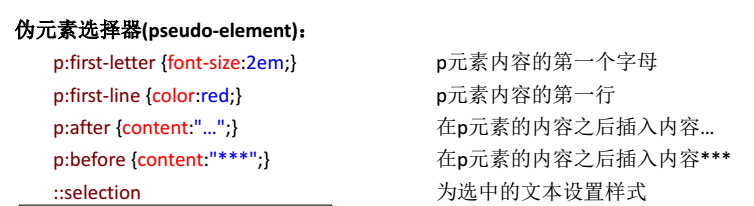 伪元素选择器(pseudo-element)：
p:first-letter {font-size:2em;} p元素内容的第一个字母
p:first-line {color:red;} p元素内容的第一行
p:after {content:"…";} 在p元素的内容之后插入内容…
p:before {content:"***";} 在p元素的内容之后插入内容***
::selection 为选中的文本设置样式